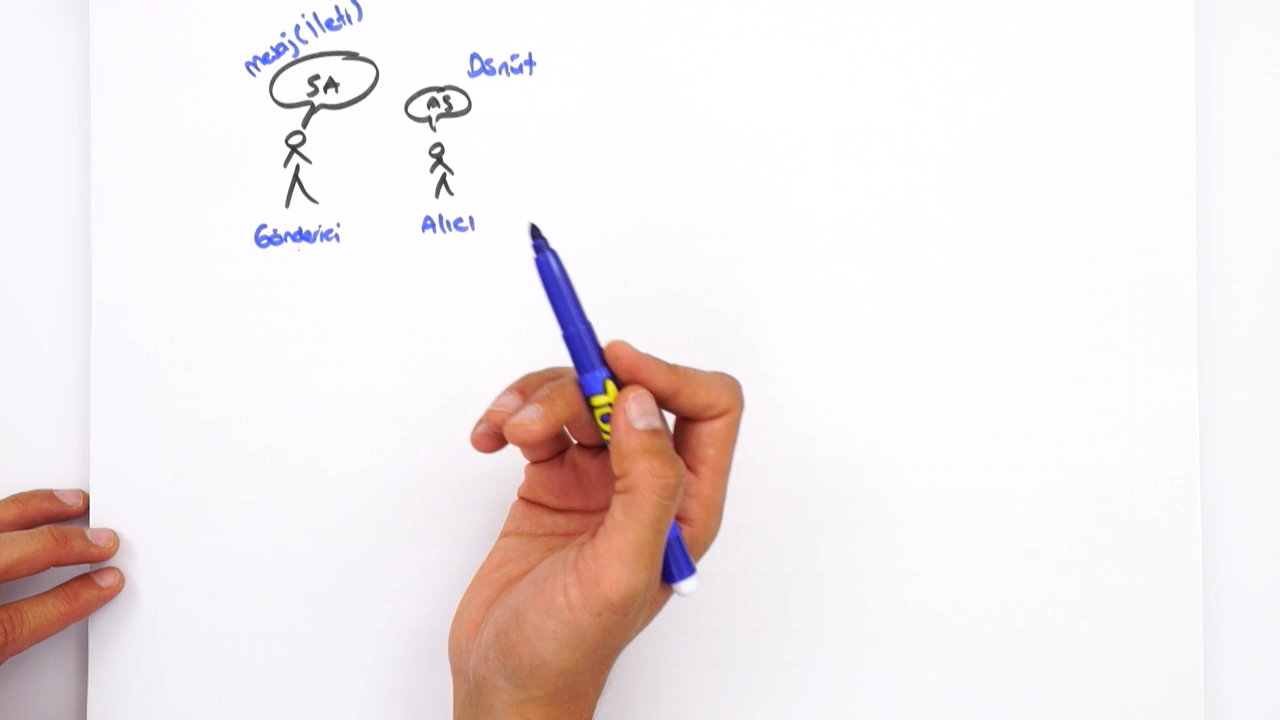 mesaj (ileti)
SA
Dönüt
AS
Gönderici
Alıcı